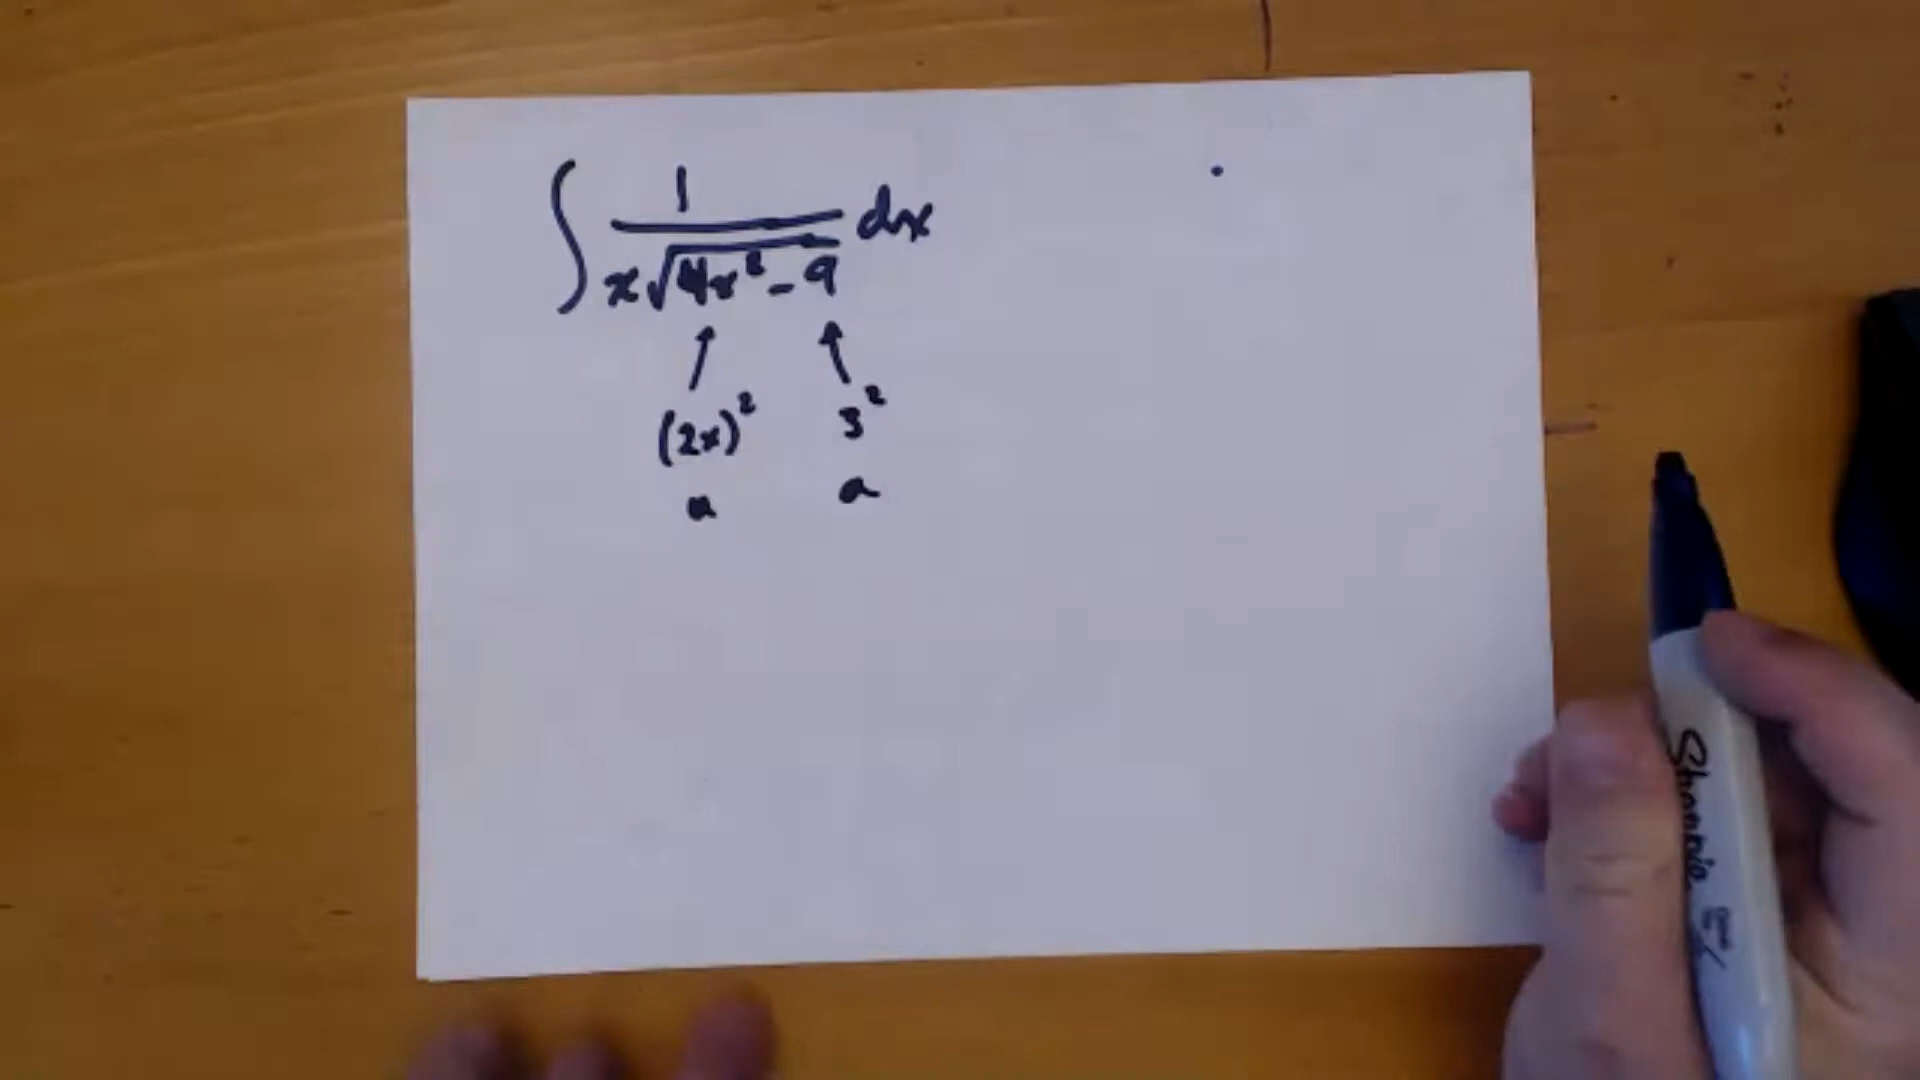 ∫ 1/(x√(4x² - 9)) dx
↑ ↑
(2x)² 3²
u a
Sharpie